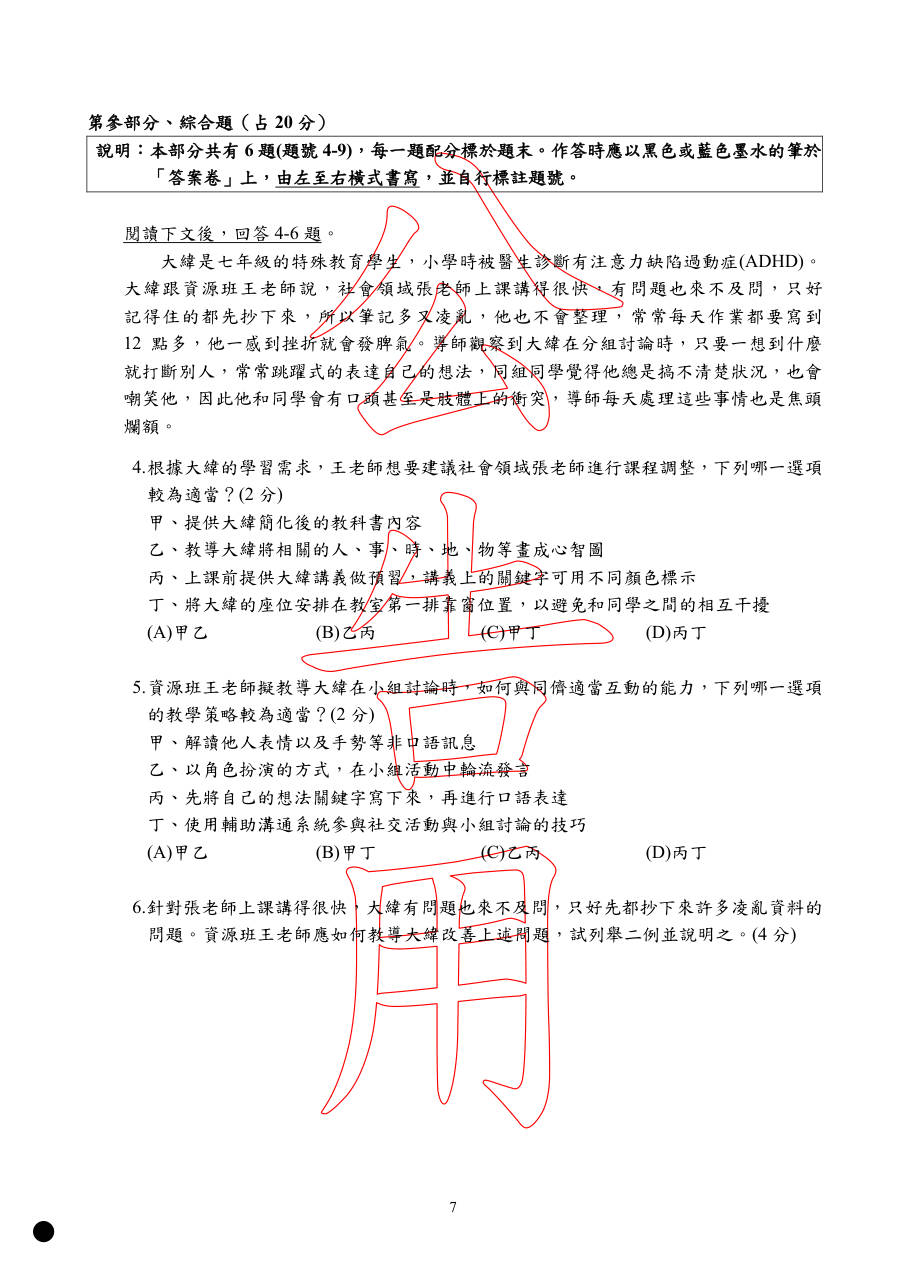 第參部分、綜合題（占 20 分）
說明：本部分共有 6 題(題號 4-9)，每一題配分標於題末。作答時應以黑色或藍色墨水的筆於
「答案卷」上，由左至右橫式書寫，並自行標註題號。
閱讀下文後，回答 4-6 題。
大緯是七年級的特殊教育學生，小學時被醫生診斷有注意力缺陷過動症(ADHD)。
大緯跟資源班王老師說，社會領域張老師上課講得很快，有問題也來不及問，只好
記得住的都先抄下來，所以筆記多又凌亂，他也不會整理，常常每天作業都要寫到
12 點多，他一感到挫折就會發脾氣。導師觀察到大緯在分組討論時，只要一想到什麼
就打斷別人，常常跳躍式的表達自己的想法，同組同學覺得他總是搞不清楚狀況，也會
嘲笑他，因此他和同學會有口頭甚至是肢體上的衝突，導師每天處理這些事情也是焦頭
爛額。
4.根據大緯的學習需求，王老師想要建議社會領域張老師進行課程調整，下列哪一選項
較為適當？(2 分)
甲、提供大緯簡化後的教科書內容
乙、教導大緯將相關的人、事、時、地、物等畫成心智圖
丙、上課前提供大緯講義做預習，講義上的關鍵字可用不同顏色標示
丁、將大緯的座位安排在教室第一排靠窗位置，以避免和同學之間的相互干擾
(A)甲乙 (B)乙丙 (C)甲丁 (D)丙丁
5.資源班王老師擬教導大緯在小組討論時，如何與同儕適當互動的能力，下列哪一選項
的教學策略較為適當？(2 分)
甲、解讀他人表情以及手勢等非口語訊息
乙、以角色扮演的方式，在小組活動中輪流發言
丙、先將自己的想法關鍵字寫下來，再進行口語表達
丁、使用輔助溝通系統參與社交活動與小組討論的技巧
(A)甲乙 (B)甲丁 (C)乙丙 (D)丙丁
6.針對張老師上課講得很快，大緯有問題也來不及問，只好先都抄下來許多凌亂資料的
問題。資源班王老師應如何教導大緯改善上述問題，試列舉二例並說明之。(4 分)
公告用
7